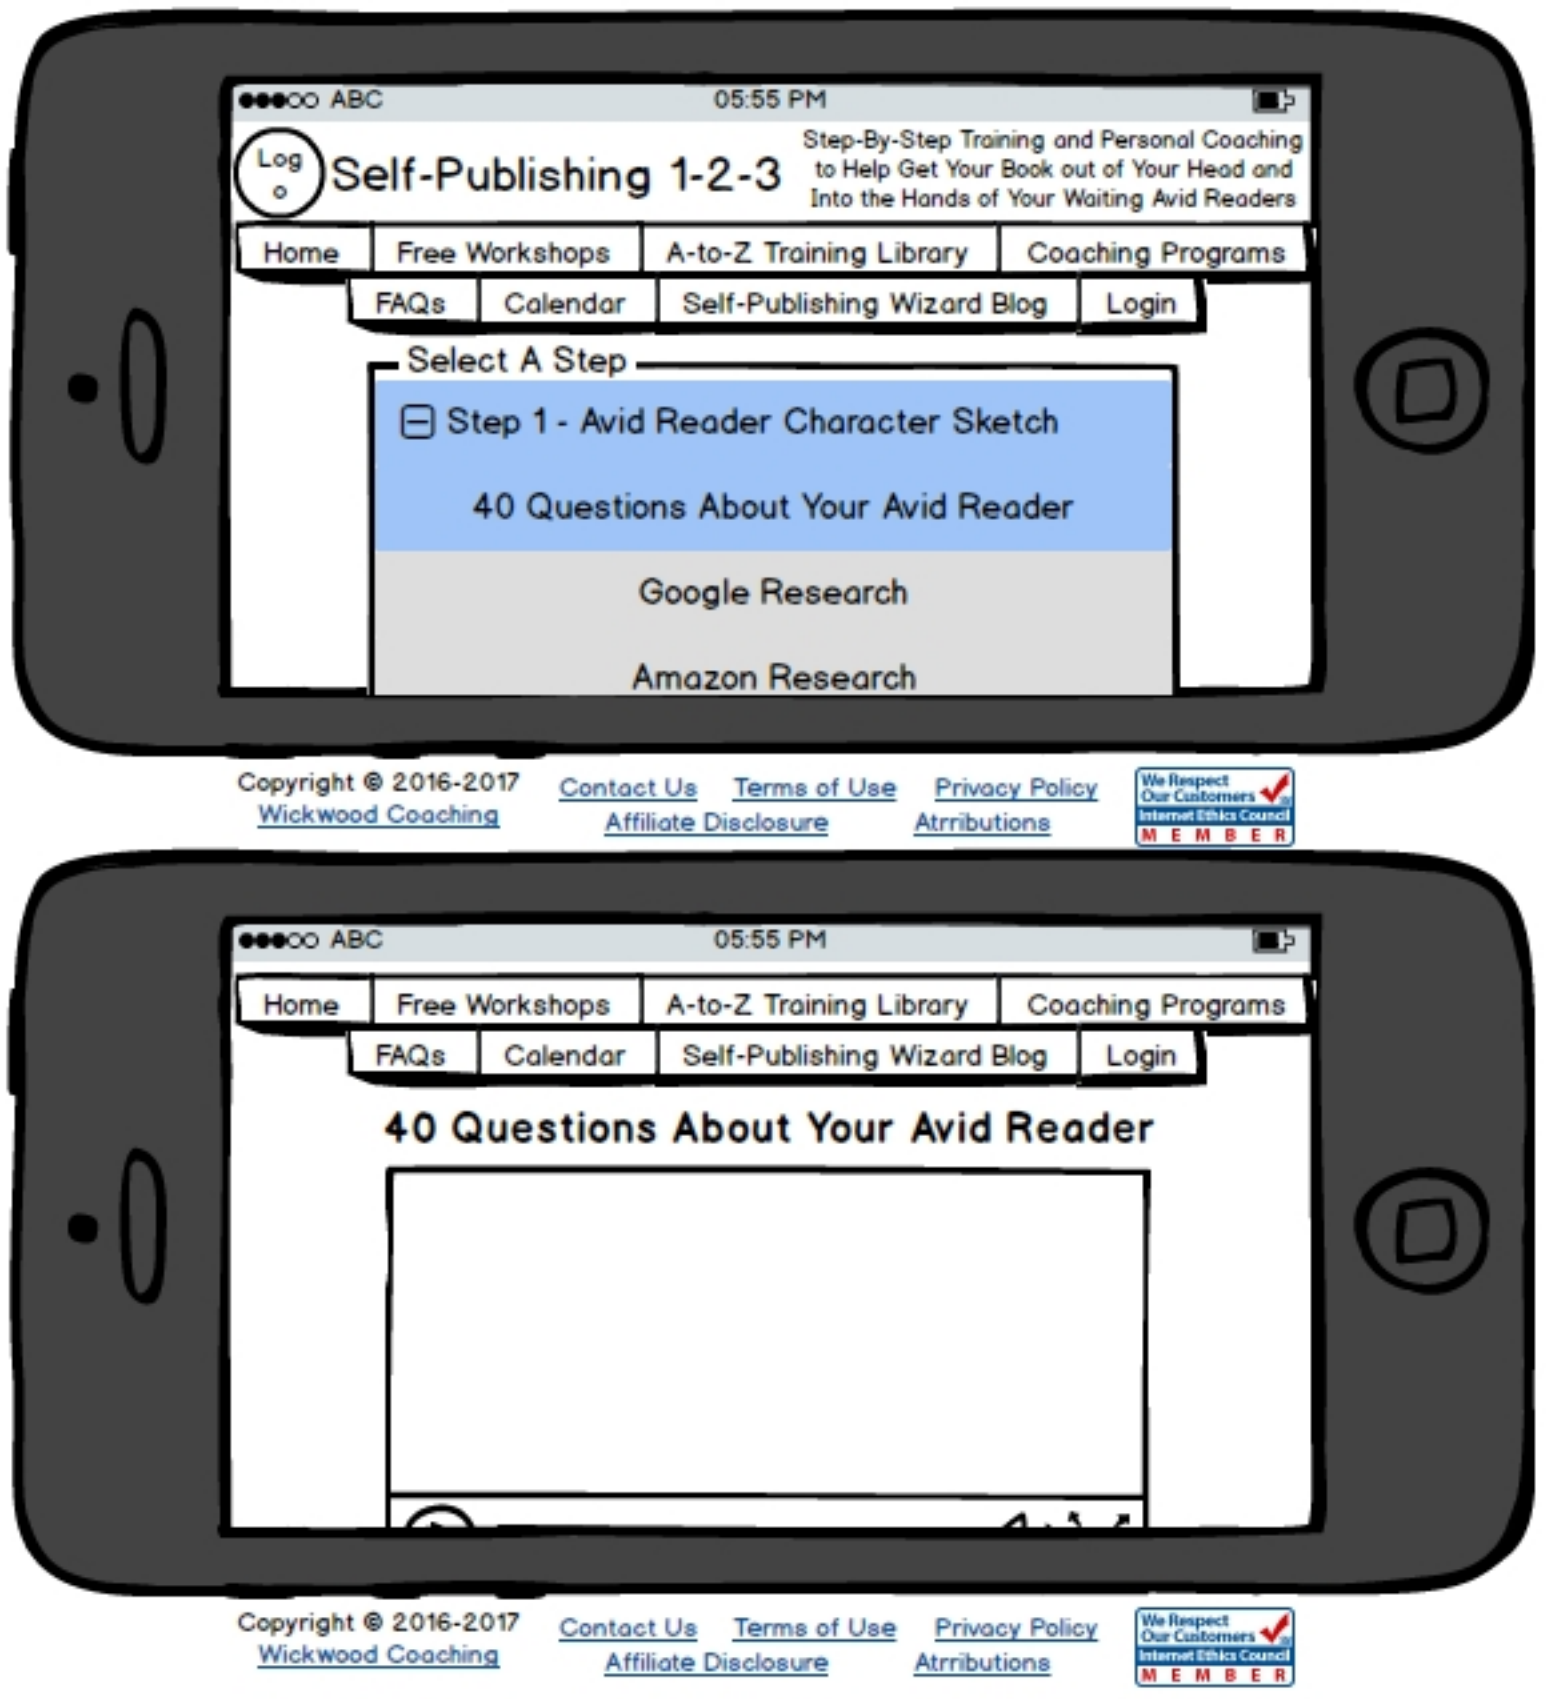 ABC 05:55 PM
Log
o
Self-Publishing 1-2-3
Step-By-Step Training and Personal Coaching
to Help Get Your Book out of Your Head and
Into the Hands of Your Waiting Avid Readers
Home Free Workshops A-to-Z Training Library Coaching Programs
FAQs Calendar Self-Publishing Wizard Blog Login
Select A Step
Step 1 - Avid Reader Character Sketch
40 Questions About Your Avid Reader
Google Research
Amazon Research
Copyright © 2016-2017
Wickwood Coaching
Contact Us Terms of Use Privacy Policy
Affiliate Disclosure Atrributions
We Respect
Our Customers
Internet Ethics Council
MEMBER
ABC 05:55 PM
Home Free Workshops A-to-Z Training Library Coaching Programs
FAQs Calendar Self-Publishing Wizard Blog Login
40 Questions About Your Avid Reader
Copyright © 2016-2017
Wickwood Coaching
Contact Us Terms of Use Privacy Policy
Affiliate Disclosure Atrributions
We Respect
Our Customers
Internet Ethics Council
MEMBER